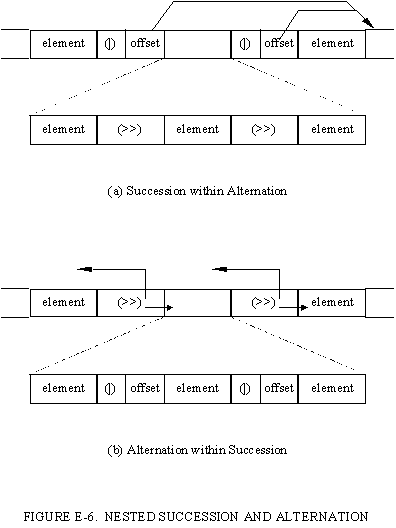 element (|) offset (|) offset element
element (>>) element (>>) element
(a) Succession within Alternation
element (>>) (>>) element
element (|) offset element (|) offset element
(b) Alternation within Succession
FIGURE E-6. NESTED SUCCESSION AND ALTERNATION